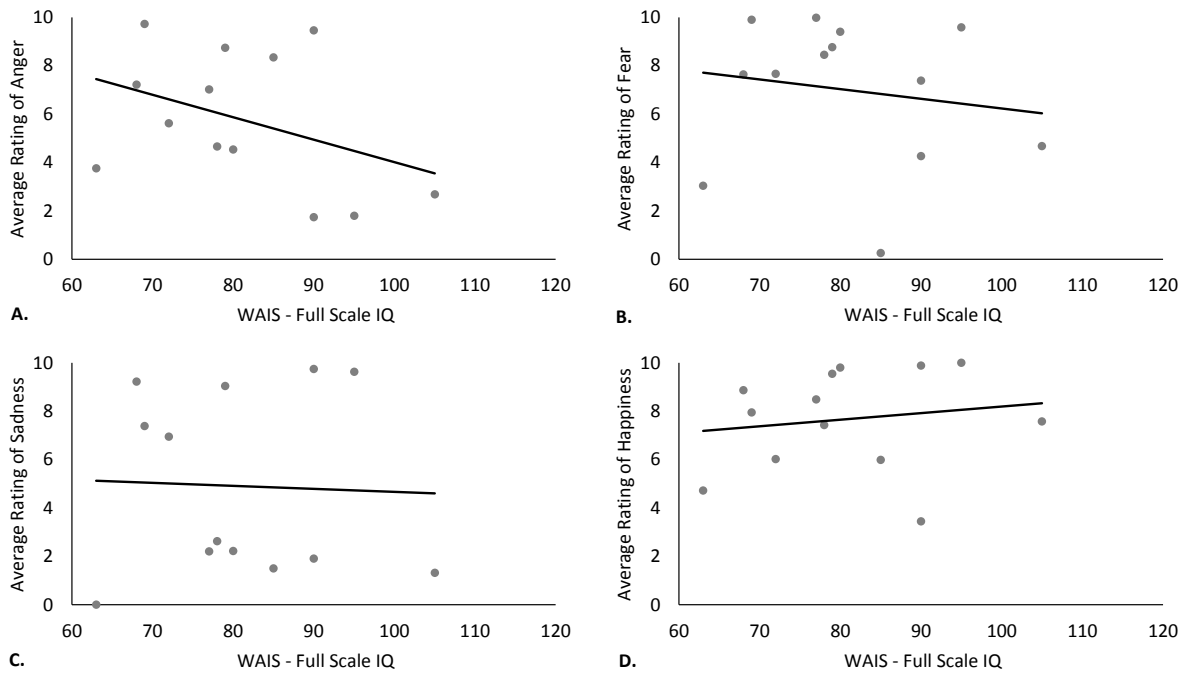 Average Rating of Anger
10
8
6
4
2
0
60 70 80 90 100 110 120
WAIS - Full Scale IQ
A.
Average Rating of Fear
10
8
6
4
2
0
60 70 80 90 100 110 120
WAIS - Full Scale IQ
B.
Average Rating of Sadness
10
8
6
4
2
0
60 70 80 90 100 110 120
WAIS - Full Scale IQ
C.
Average Rating of Happiness
10
8
6
4
2
0
60 70 80 90 100 110 120
WAIS - Full Scale IQ
D.